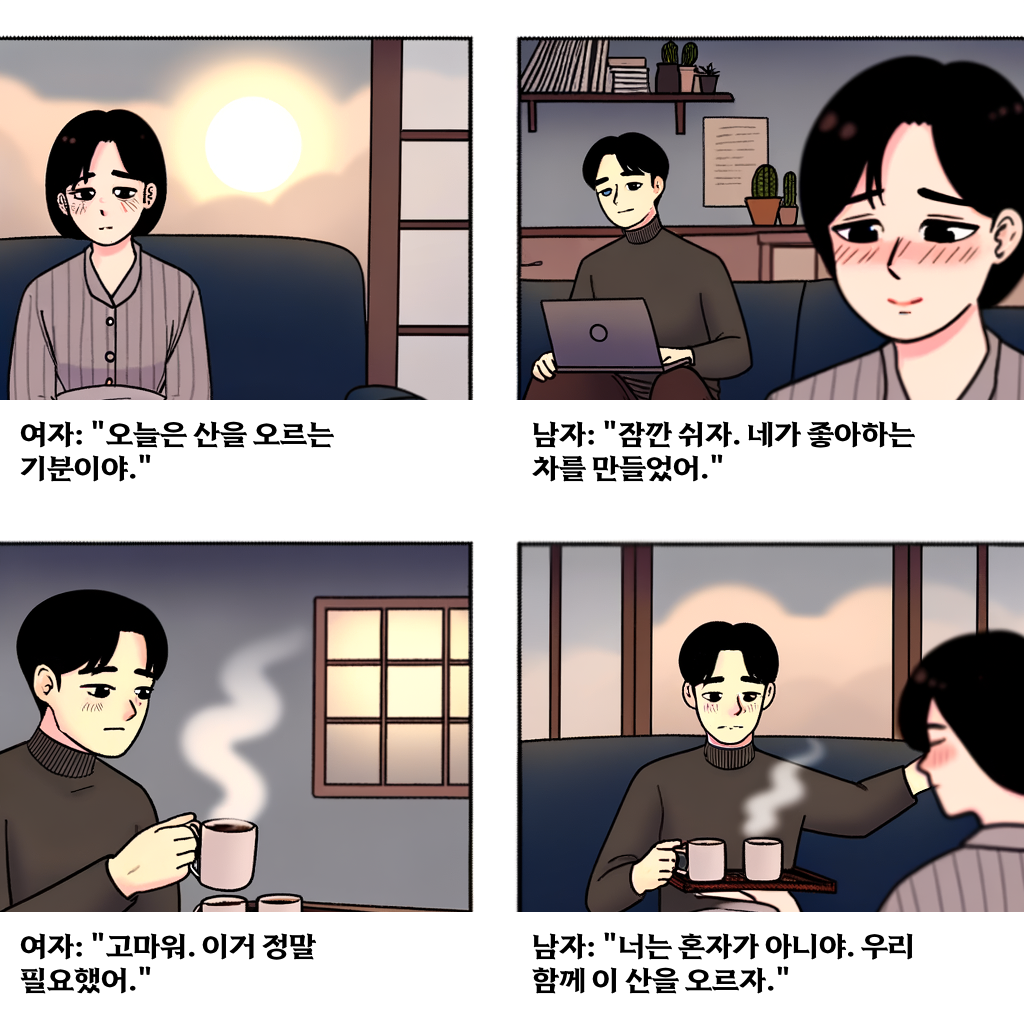 여자: "오늘은 산을 오르는
기분이야."
남자: "잠깐 쉬자. 네가 좋아하는
차를 만들었어."
여자: "고마워. 이거 정말
필요했어."
남자: "너는 혼자가 아니야. 우리
함께 이 산을 오르자."